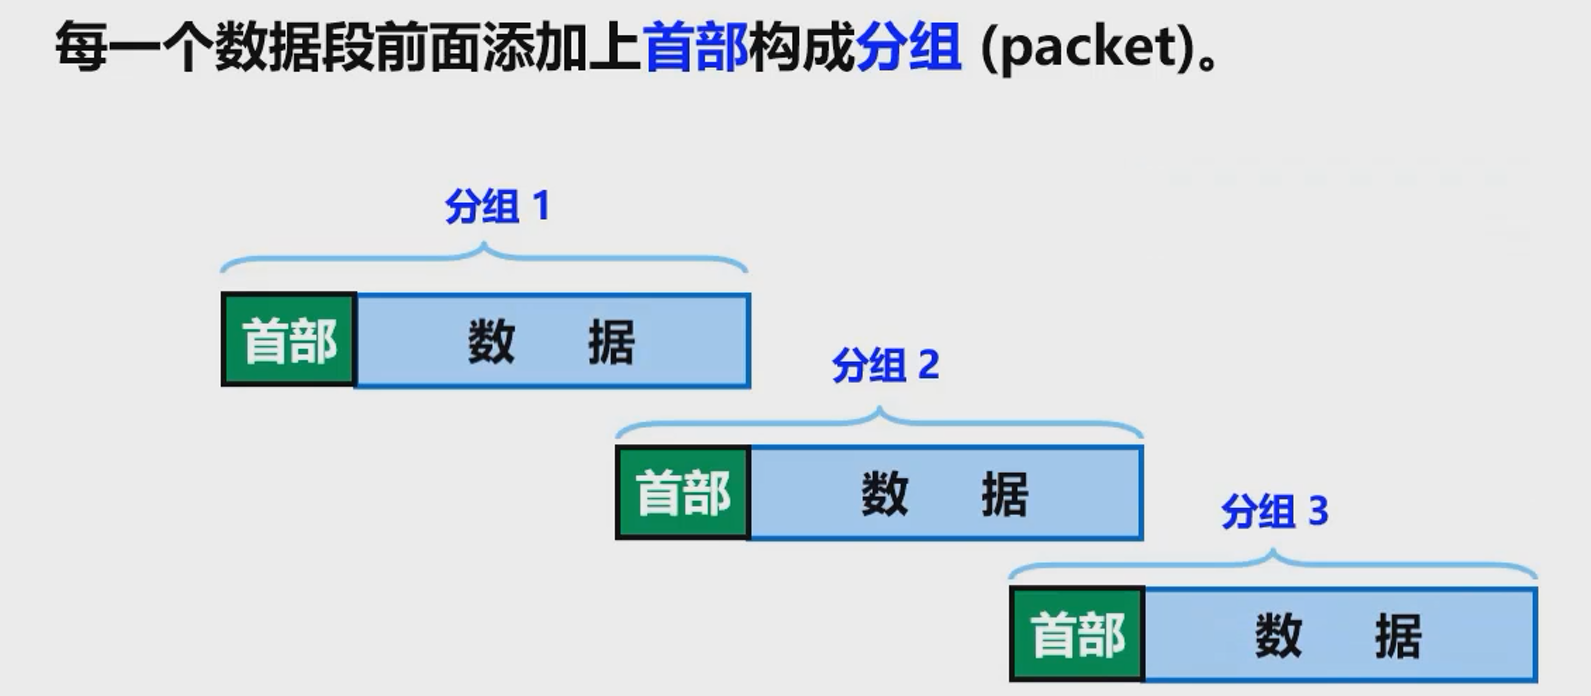 每一个数据段前面添加上首部构成分组 (packet)。
分组 1
首部 数 据
分组 2
首部 数 据
分组 3
首部 数 据